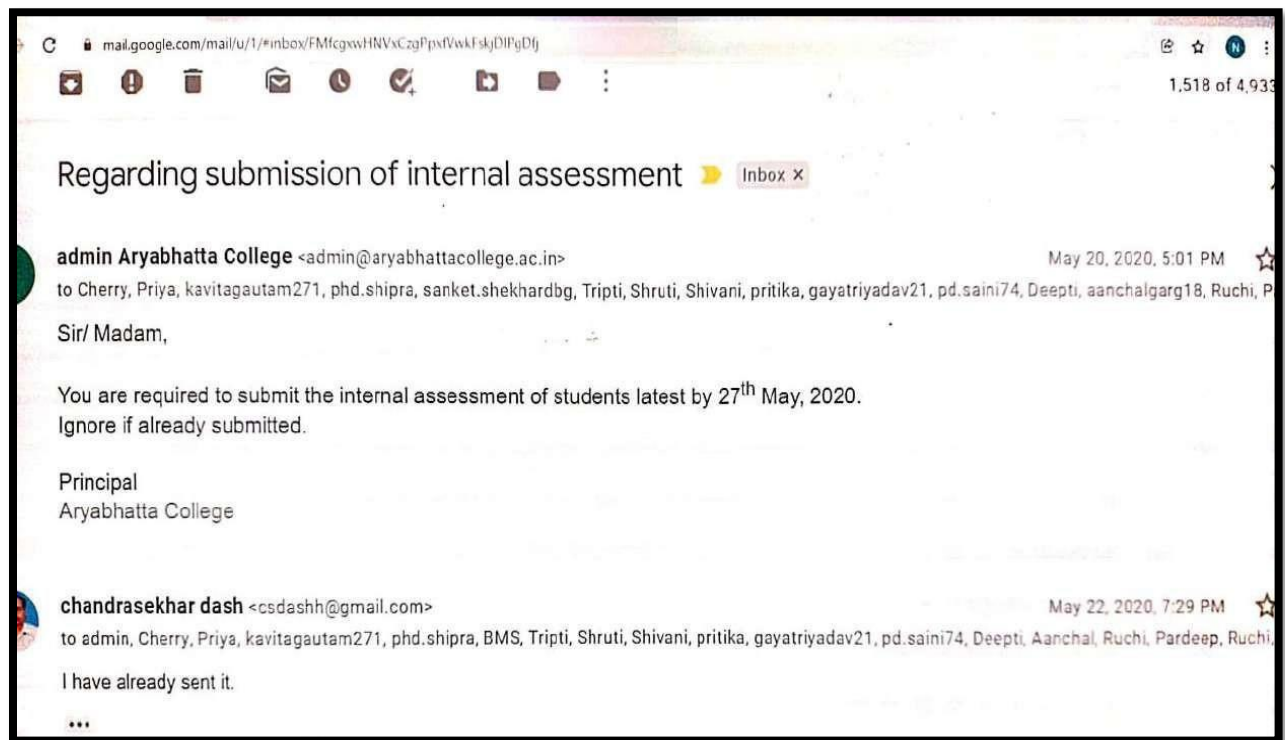 mail.google.com/mail/u/1/#inbox/FMfcgxwHNVxCzgPpxfVwkFskjDlPgDfj
N
1,518 of 4,933
Regarding submission of internal assessment Inbox ×
admin Aryabhatta College <admin@aryabhattacollege.ac.in> May 20, 2020, 5:01 PM
to Cherry, Priya, kavitagautam271, phd.shipra, sanket.shekhardbg, Tripti, Shruti, Shivani, pritika, gayatriyadav21, pd.saini74, Deepti, aanchalgarg18, Ruchi, P
Sir/ Madam,
You are required to submit the internal assessment of students latest by 27th May, 2020.
Ignore if already submitted.
Principal
Aryabhatta College
chandrasekhar dash <csdashh@gmail.com> May 22, 2020, 7:29 PM
to admin, Cherry, Priya, kavitagautam271, phd.shipra, BMS, Tripti, Shruti, Shivani, pritika, gayatriyadav21, pd.saini74, Deepti, Aanchal, Ruchi, Pardeep, Ruchi,
I have already sent it.
...